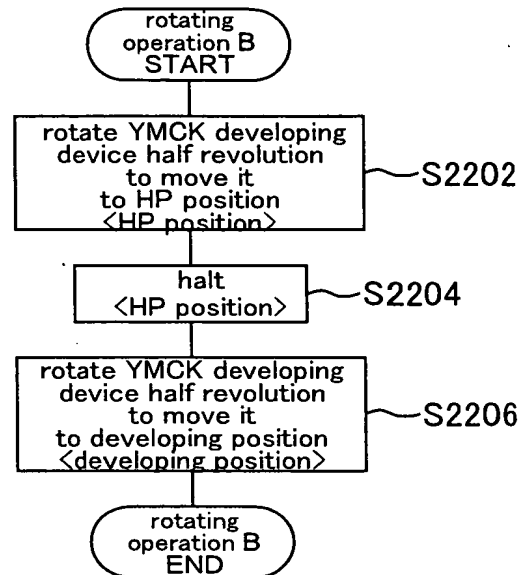 rotating
operation B
START
rotate YMCK developing
device half revolution
to move it
to HP position
<HP position>
S2202
halt
<HP position>
S2204
rotate YMCK developing
device half revolution
to move it
to developing position
<developing position>
S2206
rotating
operation B
END